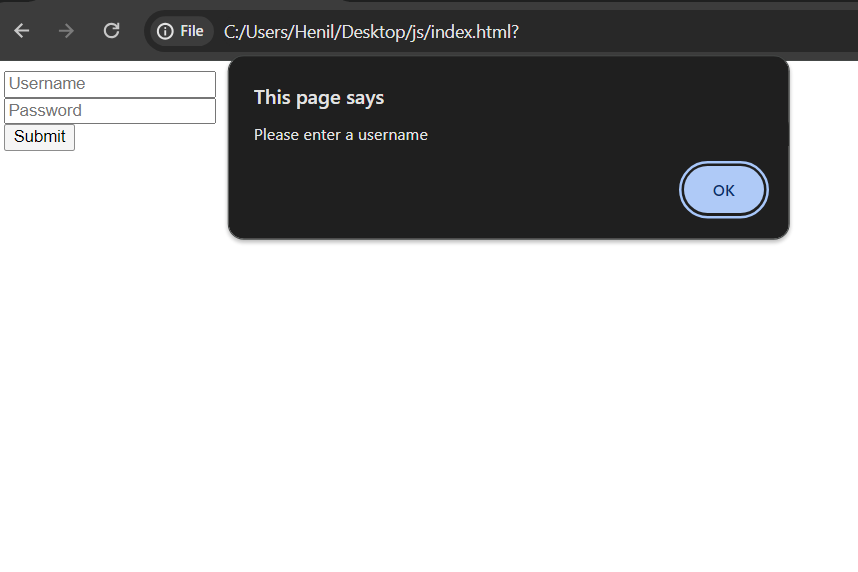 File C:/Users/Henil/Desktop/js/index.html?
This page says
Please enter a username
OK
Username
Password
Submit